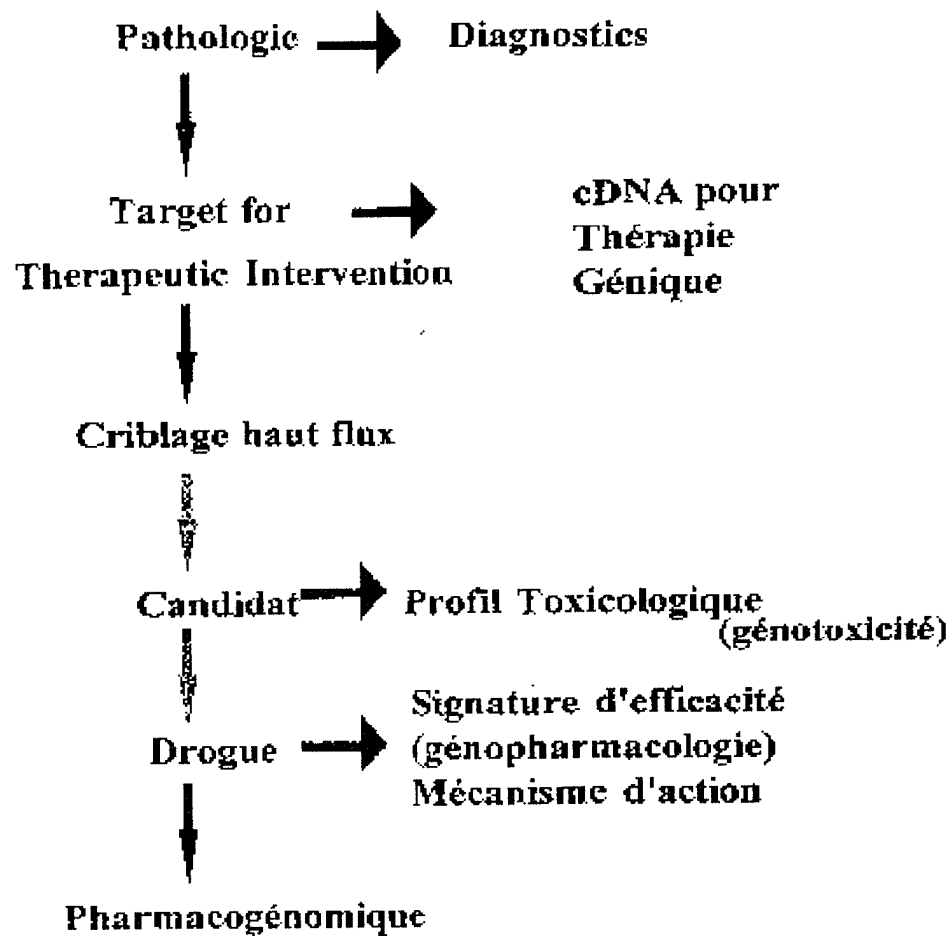 Pathologie
Diagnostics
Target for
Therapeutic Intervention
cDNA pour
Thérapie
Génique
Criblage haut flux
Candidat
Profil Toxicologique
(génotoxicité)
Drogue
Signature d'efficacité
(génopharmacologie)
Mécanisme d'action
Pharmacogénomique